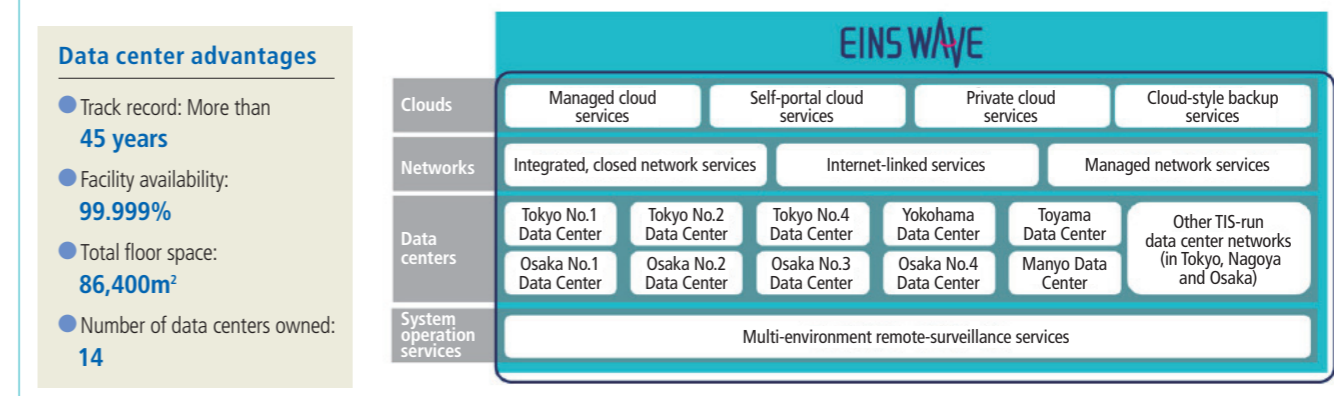 Data center advantages
Track record: More than
45 years
Facility availability:
99.999%
Total floor space:
86,400m²
Number of data centers owned:
14
EINS WAVE
Clouds
Managed cloud
services
Self-portal cloud
services
Private cloud
services
Cloud-style backup
services
Networks
Integrated, closed network services
Internet-linked services
Managed network services
Data
centers
Tokyo No.1
Data Center
Tokyo No.2
Data Center
Tokyo No.4
Data Center
Yokohama
Data Center
Toyama
Data Center
Osaka No.1
Data Center
Osaka No.2
Data Center
Osaka No.3
Data Center
Osaka No.4
Data Center
Manyo Data
Center
Other TIS-run
data center networks
(in Tokyo, Nagoya
and Osaka)
System
operation
services
Multi-environment remote-surveillance services